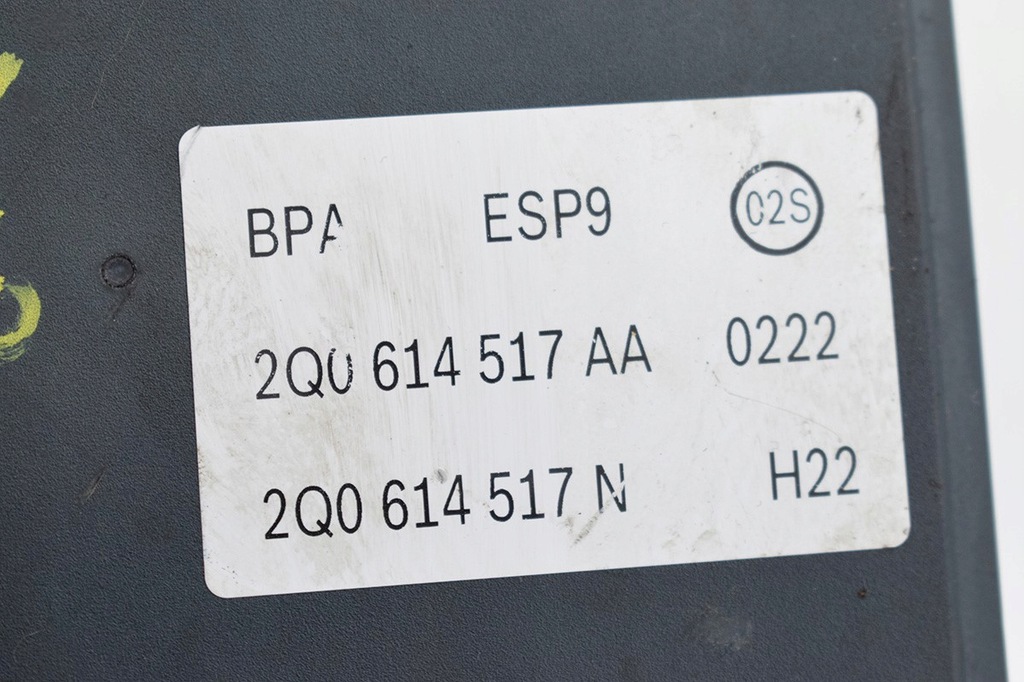 BPA ESP9 02S
2Q0 614 517 AA 0222
2Q0 614 517 N H22